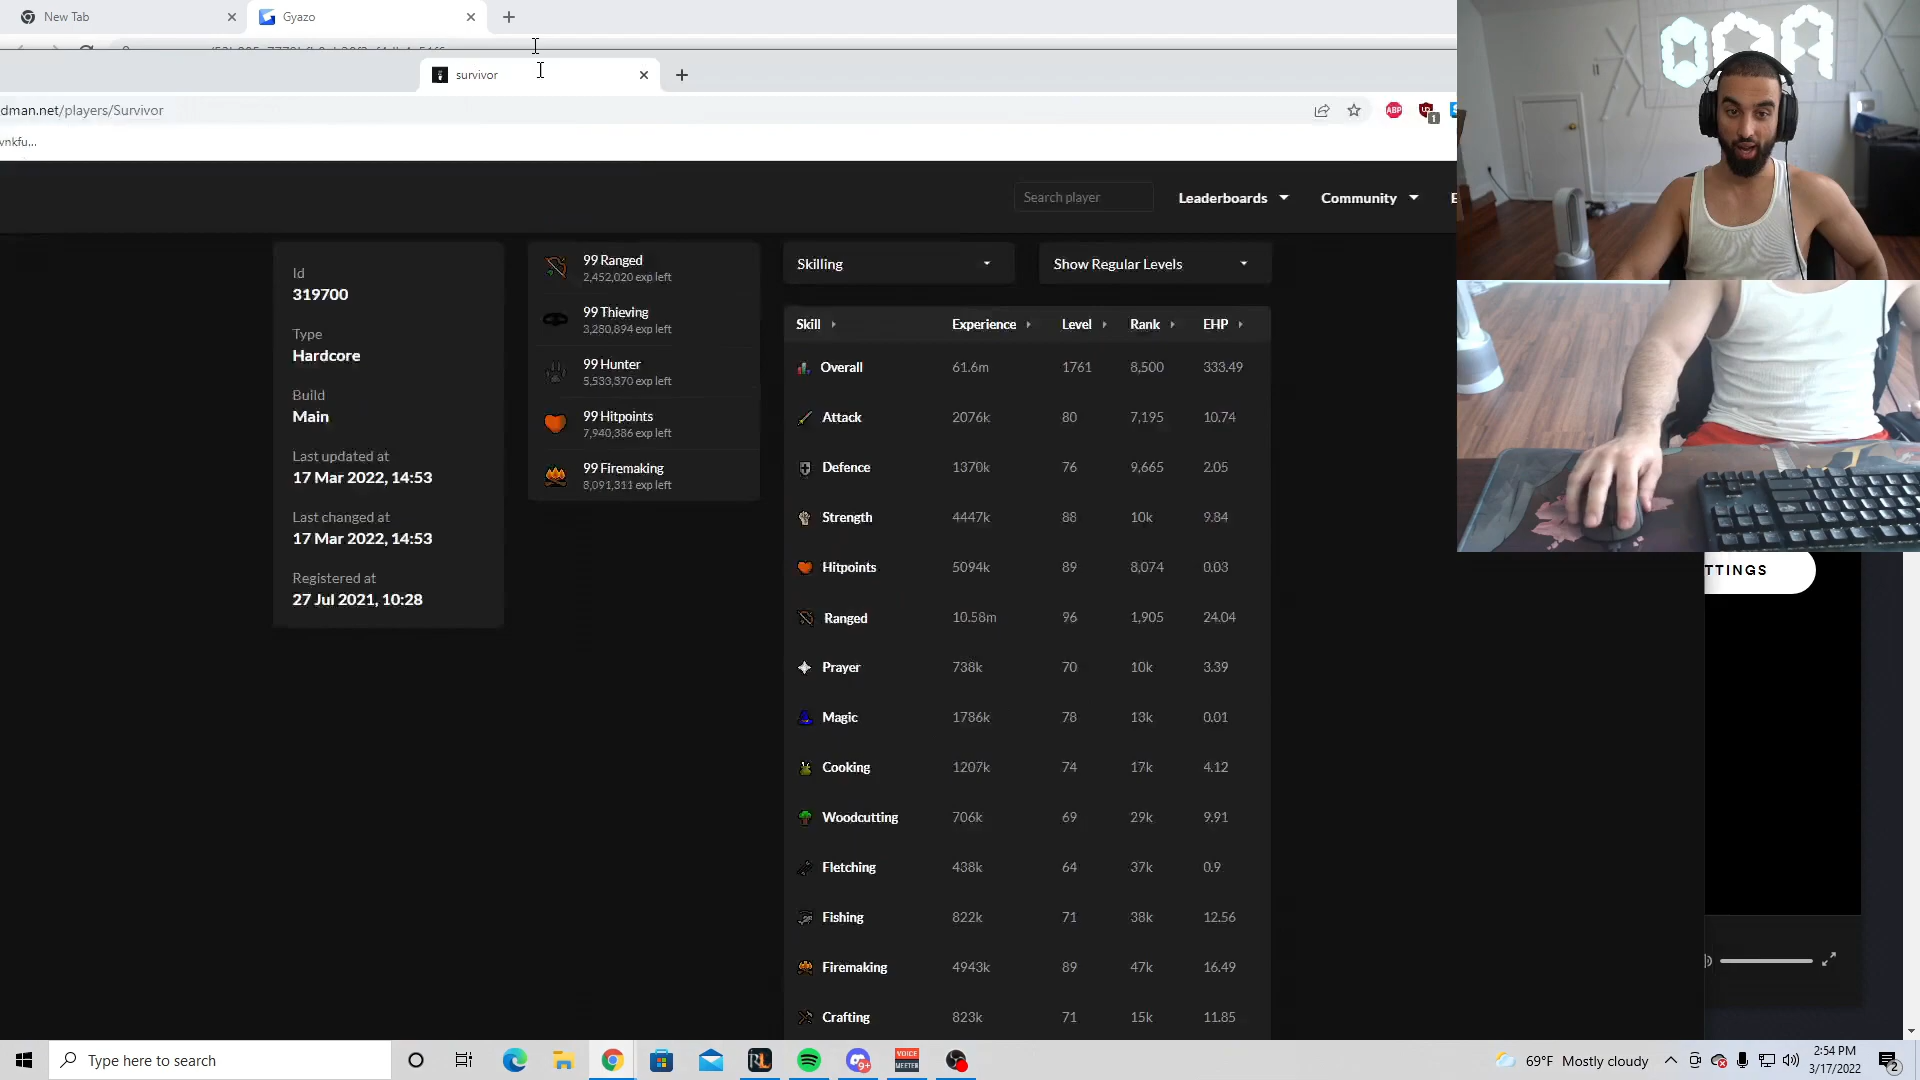 New Tab
Gyazo
survivor
dman.net/players/Survivor
vnkfu...
ABP
1
Search player
Leaderboards
Community
Id
319700
Type
Hardcore
Build
Main
Last updated at
17 Mar 2022, 14:53
Last changed at
17 Mar 2022, 14:53
Registered at
27 Jul 2021, 10:28
99 Ranged
2,452,020 exp left
99 Thieving
3,280,894 exp left
99 Hunter
5,533,370 exp left
99 Hitpoints
7,940,386 exp left
99 Firemaking
8,091,311 exp left
Skilling
Show Regular Levels
Skill Experience Level Rank EHP
Overall 61.6m 1761 8,500 333.49
Attack 2076k 80 7,195 10.74
Defence 1370k 76 9,665 2.05
Strength 4447k 88 10k 9.84
Hitpoints 5094k 89 8,074 0.03
Ranged 10.58m 96 1,905 24.04
Prayer 738k 70 10k 3.39
Magic 1786k 78 13k 0.01
Cooking 1207k 74 17k 4.12
Woodcutting 706k 69 29k 9.91
Fletching 438k 64 37k 0.9
Fishing 822k 71 38k 12.56
Firemaking 4943k 89 47k 16.49
Crafting 823k 71 15k 11.85
TTINGS
Type here to search
RL
9+
VOICE
MEETER
69°F Mostly cloudy
2:54 PM
3/17/2022
2